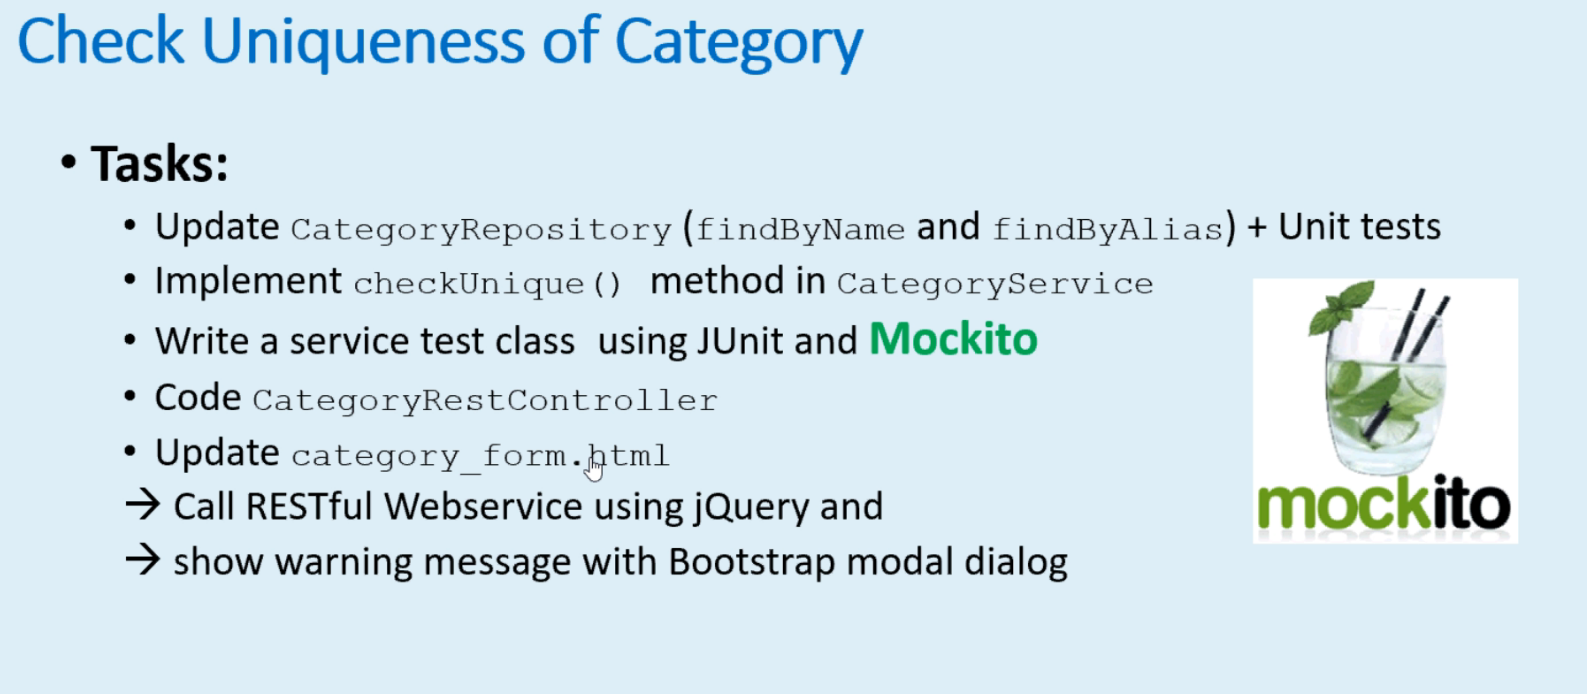 Check Uniqueness of Category
• Tasks:
• Update CategoryRepository (findByName and findByAlias) + Unit tests
• Implement checkUnique() method in CategoryService
• Write a service test class using JUnit and Mockito
• Code CategoryRestController
• Update category_form.html
→ Call RESTful Webservice using jQuery and
→ show warning message with Bootstrap modal dialog
mockito